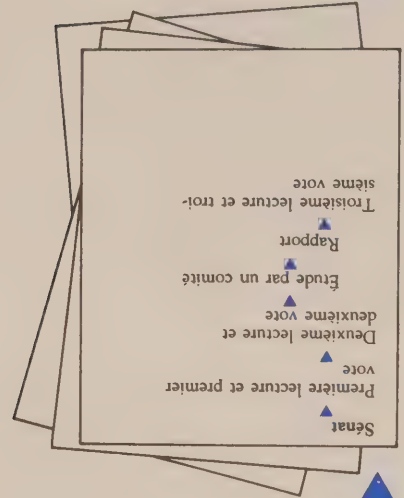 Sénat
Première lecture et premier
vote
Deuxième lecture et
deuxième vote
Étude par un comité
Rapport
Troisième lecture et troi-
sième vote